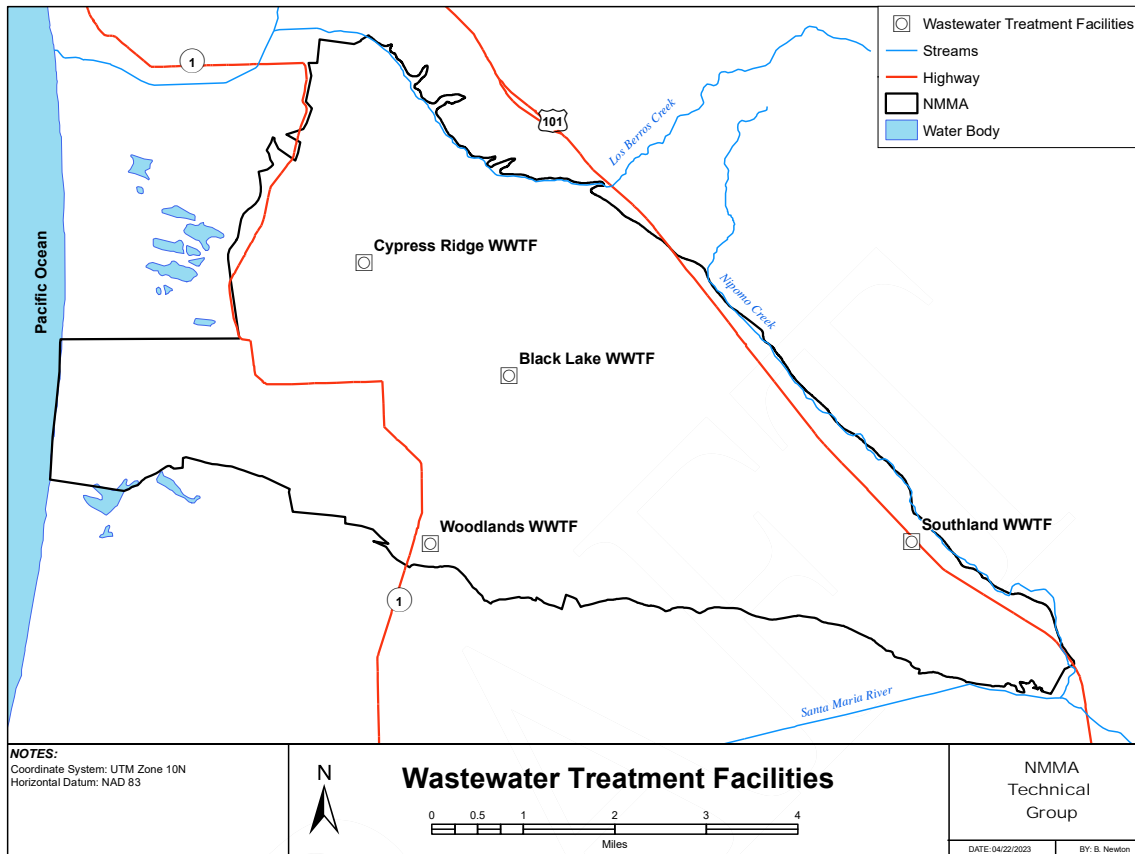 Wastewater Treatment Facilities
Streams
Highway
NMMA
Water Body
1
101
Los Berros Creek
Cypress Ridge WWTF
Pacific Ocean
Nipomo Creek
Black Lake WWTF
Woodlands WWTF
Southland WWTF
1
Santa Maria River
NOTES:
Coordinate System: UTM Zone 10N
Horizontal Datum: NAD 83
N
Wastewater Treatment Facilities
0 0.5 1 2 3 4
Miles
NMMA
Technical
Group
DATE:04/22/2023 BY: B. Newton